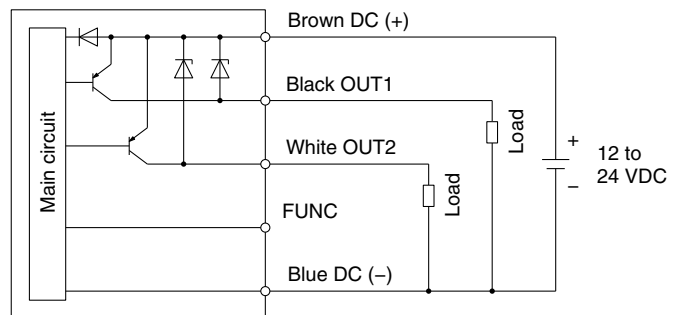 Brown DC (+)
Black OUT1
White OUT2
FUNC
Blue DC (−)
Main circuit
Load
Load
+
12 to
24 VDC
−